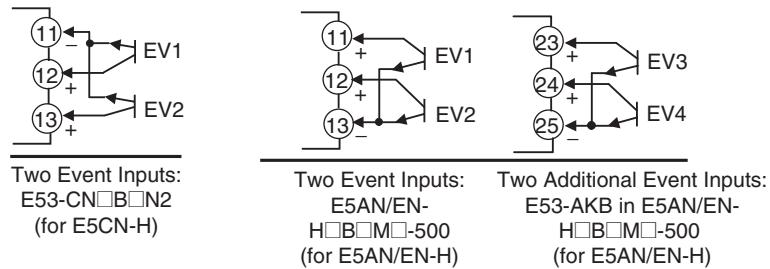 11
−
EV1
12
+
EV2
13
+
Two Event Inputs:
E53-CN□B□N2
(for E5CN-H)
11
+
EV1
12
+
EV2
13
−
Two Event Inputs:
E5AN/EN-
H□B□M□-500
(for E5AN/EN-H)
23
+
EV3
24
+
EV4
25
−
Two Additional Event Inputs:
E53-AKB in E5AN/EN-
H□B□M□-500
(for E5AN/EN-H)